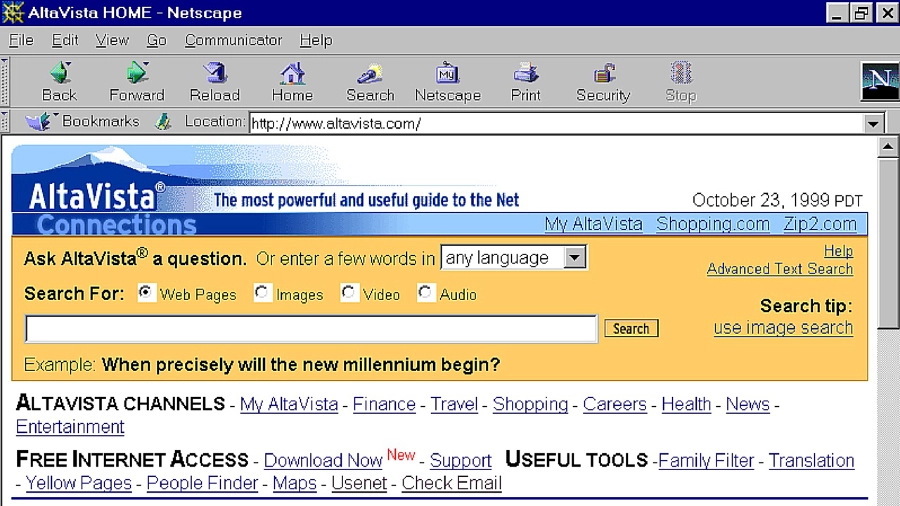 AltaVista HOME - Netscape
File Edit View Go Communicator Help
Back Forward Reload Home Search Netscape Print Security Stop
My
N
Bookmarks Location: http://www.altavista.com/
AltaVista® The most powerful and useful guide to the Net October 23, 1999 PDT
Connections My AltaVista Shopping.com Zip2.com
Ask AltaVista® a question. Or enter a few words in any language Help
Advanced Text Search
Search For: Web Pages Images Video Audio
Search tip:
Search use image search
Example: When precisely will the new millennium begin?
ALTAVISTA CHANNELS - My AltaVista - Finance - Travel - Shopping - Careers - Health - News -
Entertainment
FREE INTERNET ACCESS - Download Now New - Support USEFUL TOOLS -Family Filter - Translation
- Yellow Pages - People Finder - Maps - Usenet - Check Email